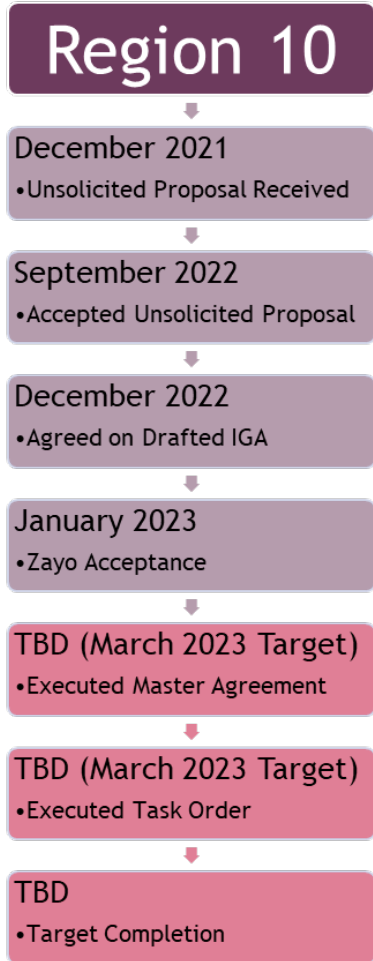 Region 10
December 2021
•Unsolicited Proposal Received
September 2022
•Accepted Unsolicited Proposal
December 2022
•Agreed on Drafted IGA
January 2023
•Zayo Acceptance
TBD (March 2023 Target)
•Executed Master Agreement
TBD (March 2023 Target)
•Executed Task Order
TBD
•Target Completion